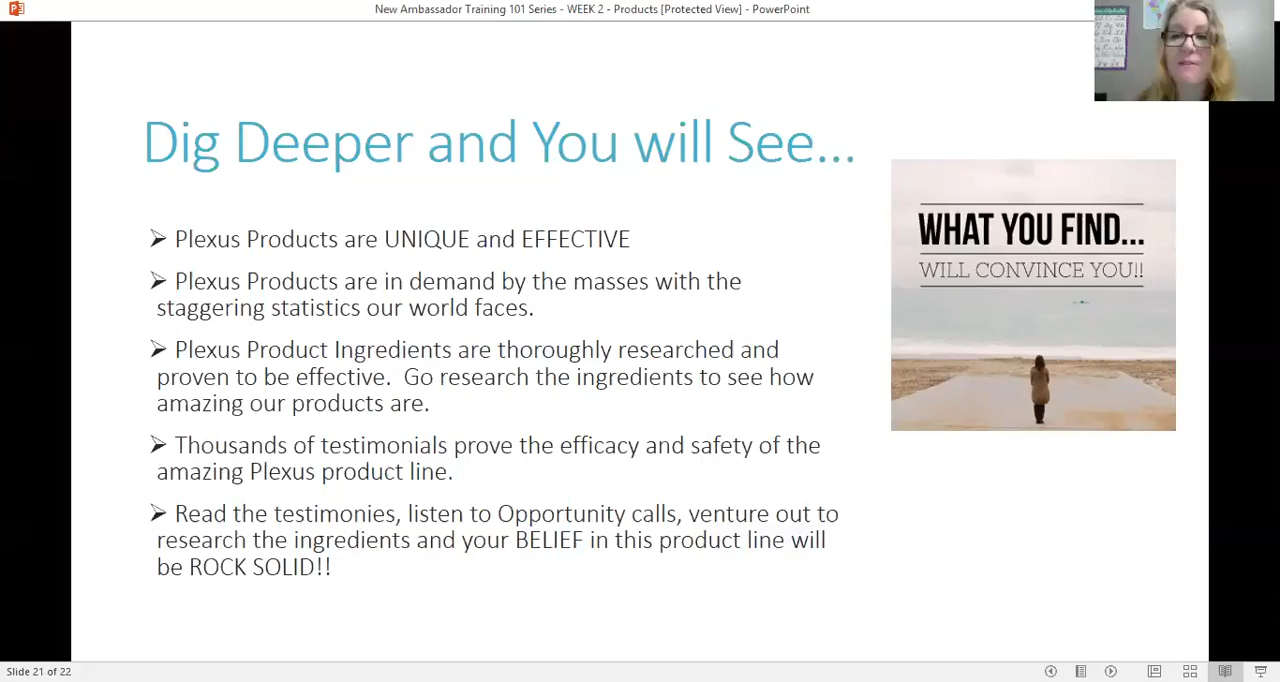 New Ambassador Training 101 Series - WEEK 2 - Products [Protected View] - PowerPoint
Dig Deeper and You will See...
WHAT YOU FIND...
WILL CONVINCE YOU!!
➢ Plexus Products are UNIQUE and EFFECTIVE
➢ Plexus Products are in demand by the masses with the
staggering statistics our world faces.
➢ Plexus Product Ingredients are thoroughly researched and
proven to be effective.  Go research the ingredients to see how
amazing our products are.
➢ Thousands of testimonials prove the efficacy and safety of the
amazing Plexus product line.
➢ Read the testimonies, listen to Opportunity calls, venture out to
research the ingredients and your BELIEF in this product line will
be ROCK SOLID!!
Slide 21 of 22